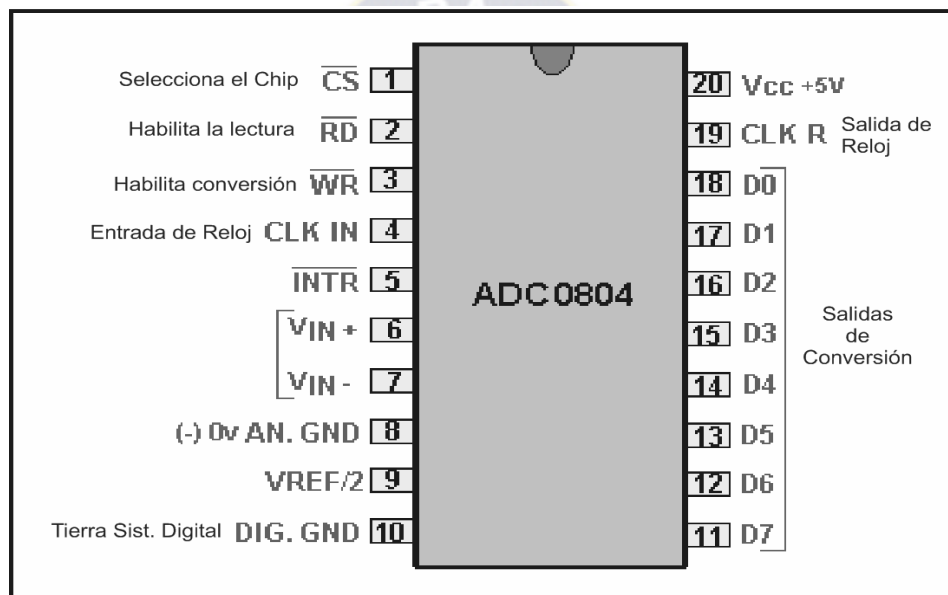 Selecciona el Chip CS 1
Habilita la lectura RD 2
Habilita conversión WR 3
Entrada de Reloj CLK IN 4
INTR 5
VIN + 6
VIN - 7
(-) 0v AN. GND 8
VREF/2 9
Tierra Sist. Digital DIG. GND 10
ADC0804
20 Vcc +5V
19 CLK R Salida de
Reloj
18 D0
17 D1
16 D2
15 D3
14 D4
13 D5
12 D6
11 D7
Salidas
de
Conversión